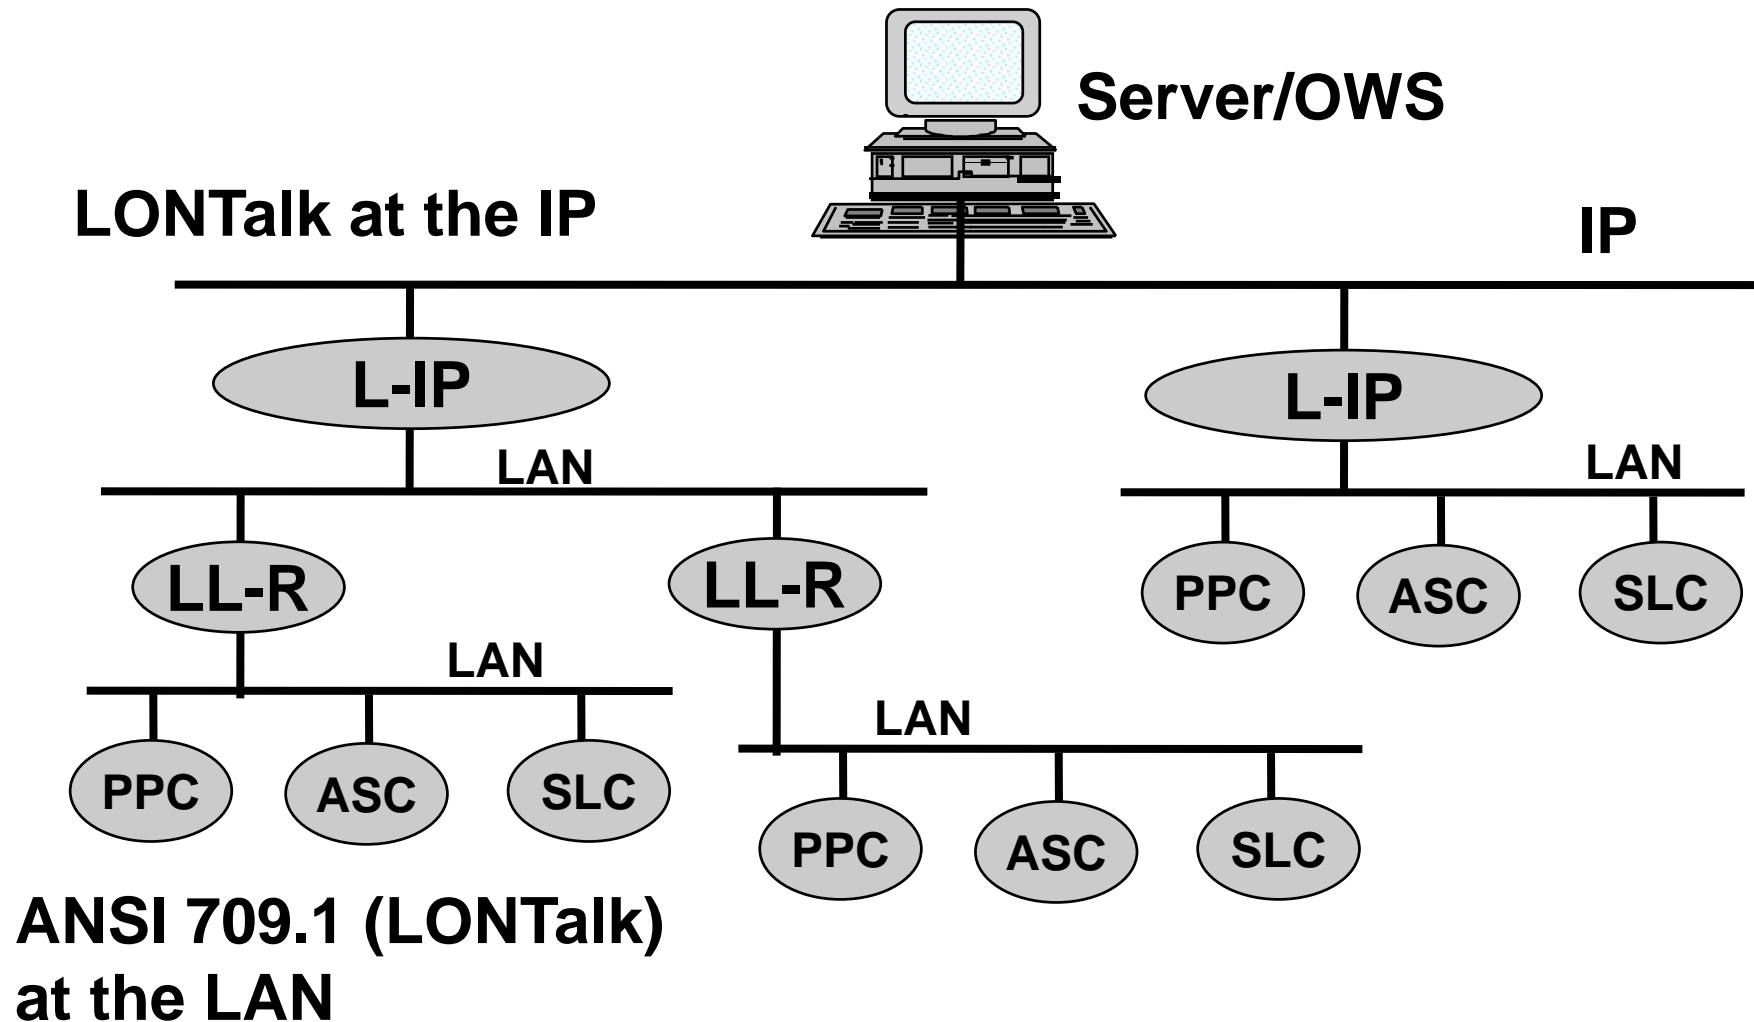 Server/OWS
LONTalk at the IP
IP
L-IP
L-IP
LAN
LAN
LL-R
LL-R
PPC
ASC
SLC
LAN
LAN
PPC
ASC
SLC
PPC
ASC
SLC
ANSI 709.1 (LONTalk)
at the LAN